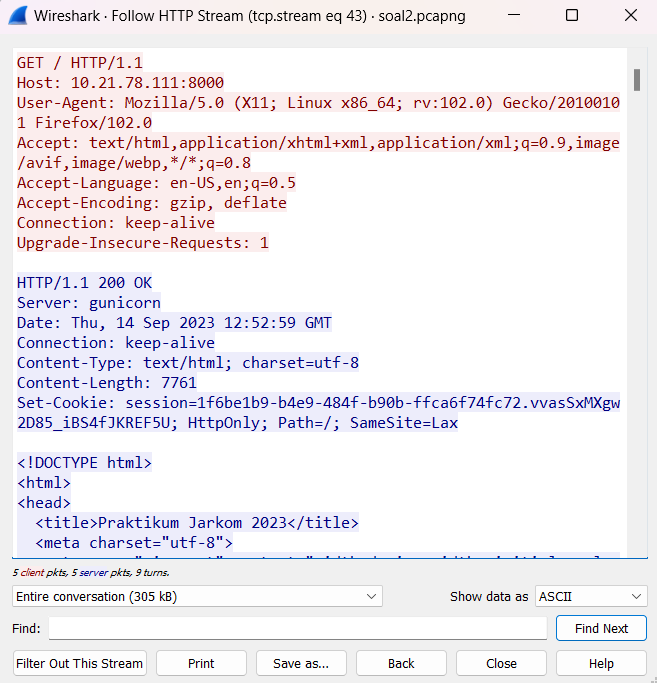 Wireshark · Follow HTTP Stream (tcp.stream eq 43) · soal2.pcapng
GET / HTTP/1.1
Host: 10.21.78.111:8000
User-Agent: Mozilla/5.0 (X11; Linux x86_64; rv:102.0) Gecko/2010010
1 Firefox/102.0
Accept: text/html,application/xhtml+xml,application/xml;q=0.9,image
/avif,image/webp,*/*;q=0.8
Accept-Language: en-US,en;q=0.5
Accept-Encoding: gzip, deflate
Connection: keep-alive
Upgrade-Insecure-Requests: 1
HTTP/1.1 200 OK
Server: gunicorn
Date: Thu, 14 Sep 2023 12:52:59 GMT
Connection: keep-alive
Content-Type: text/html; charset=utf-8
Content-Length: 7761
Set-Cookie: session=1f6be1b9-b4e9-484f-b90b-ffca6f74fc72.vvasSxMXgw
2D85_iBS4fJKREF5U; HttpOnly; Path=/; SameSite=Lax
<!DOCTYPE html>
<html>
<head>
<title>Praktikum Jarkom 2023</title>
<meta charset="utf-8">
5 client pkts, 5 server pkts, 9 turns.
Entire conversation (305 kB)
Show data as ASCII
Find:
Find Next
Filter Out This Stream
Print
Save as...
Back
Close
Help